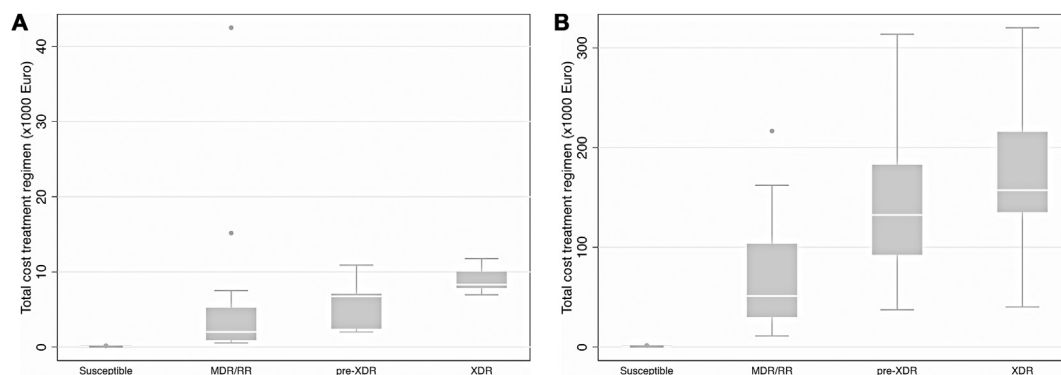 A
Total cost treatment regimen (x1000 Euro)
40
30
20
10
0
Susceptible MDR/RR pre-XDR XDR
B
Total cost treatment regimen (x1000 Euro)
300
200
100
0
Susceptible MDR/RR pre-XDR XDR